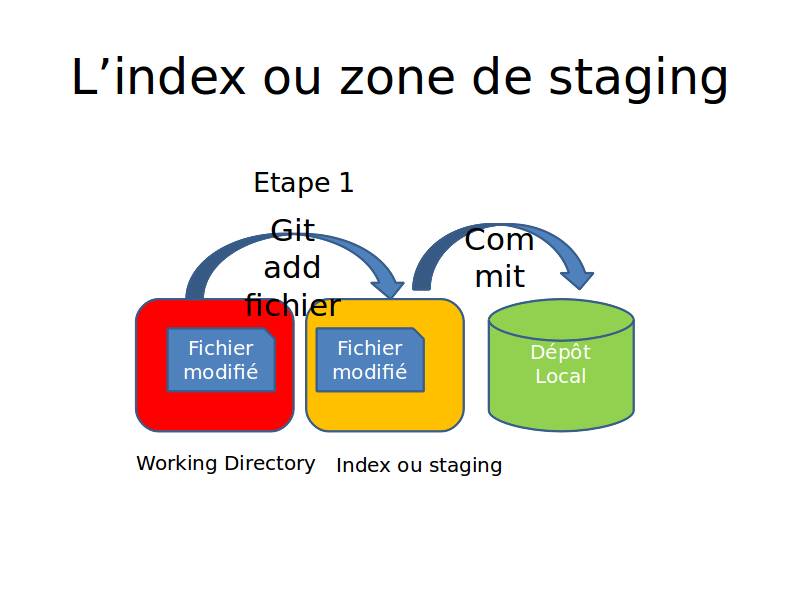 L’index ou zone de staging
Etape 1
Git
add
fichier
Com
mit
Fichier
modifié
Fichier
modifié
Dépôt
Local
Working Directory
Index ou staging